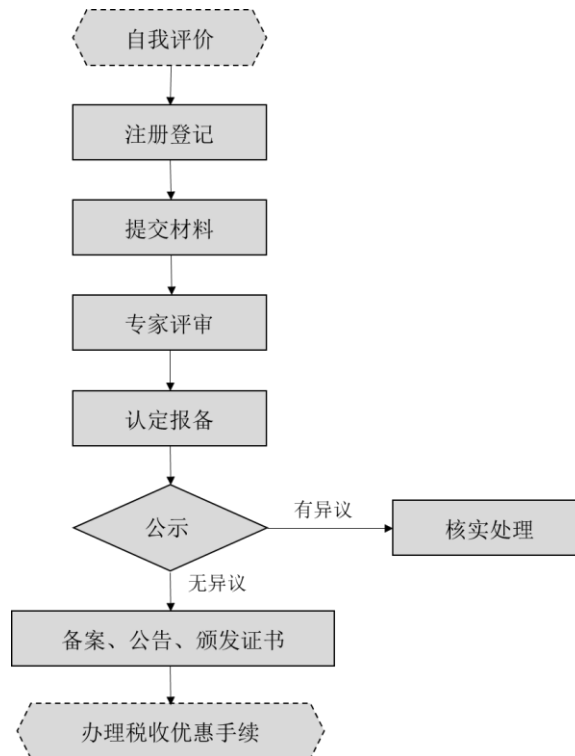 自我评价
注册登记
提交材料
专家评审
认定报备
公示
有异议
核实处理
无异议
备案、公告、颁发证书
办理税收优惠手续